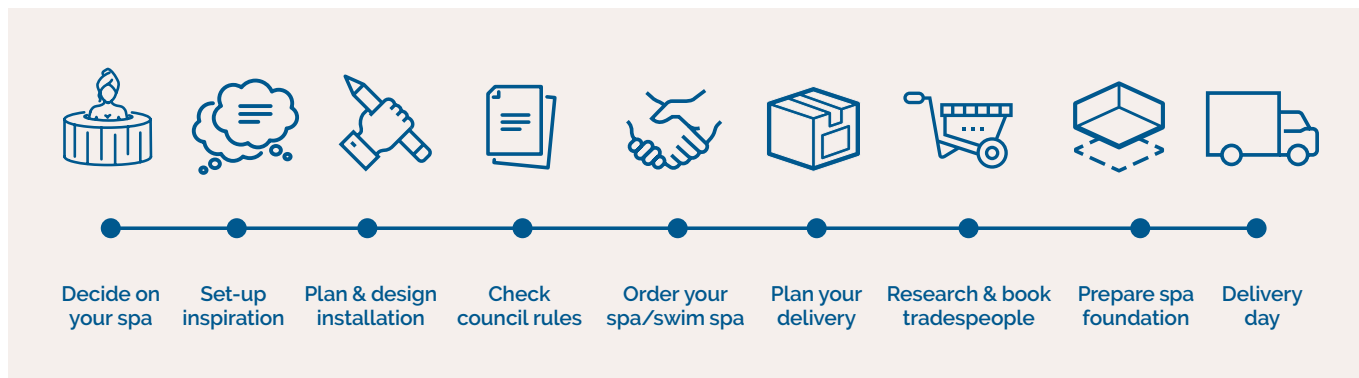 Decide on
your spa
Set-up
inspiration
Plan & design
installation
Check
council rules
Order your
spa/swim spa
Plan your
delivery
Research & book
tradespeople
Prepare spa
foundation
Delivery
day